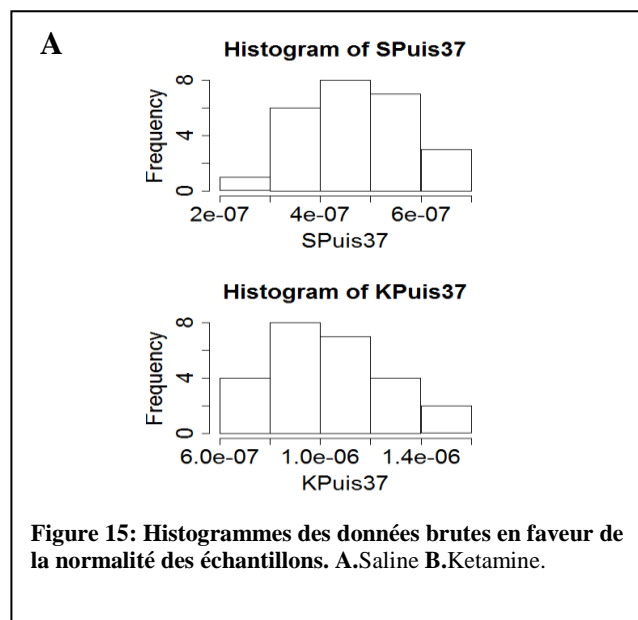 A
Histogram of SPuis37
Frequency
8
4
0
2e-07 4e-07 6e-07
SPuis37
Histogram of KPuis37
Frequency
8
4
0
6.0e-07 1.0e-06 1.4e-06
KPuis37
Figure 15: Histogrammes des données brutes en faveur de
la normalité des échantillons. A.Saline B.Ketamine.